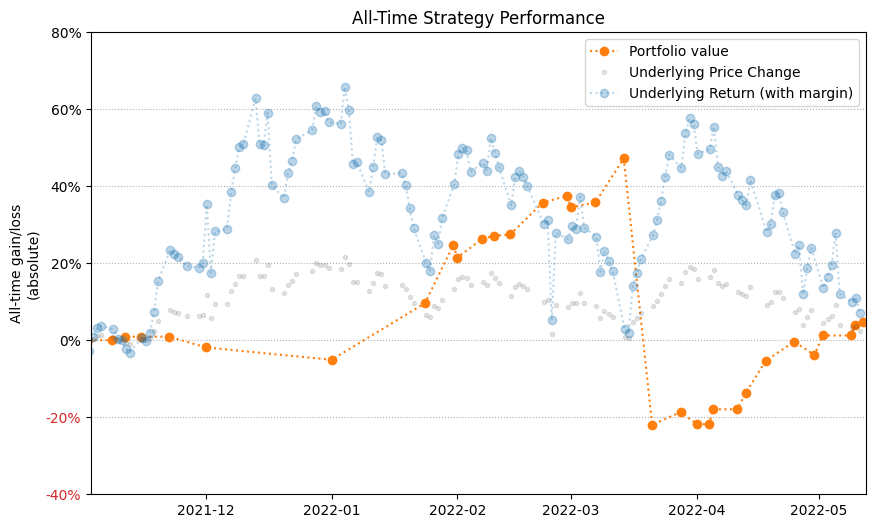 All-Time Strategy Performance
Portfolio value
Underlying Price Change
Underlying Return (with margin)
All-time gain/loss
(absolute)
80%
60%
40%
20%
0%
-20%
-40%
2021-12
2022-01
2022-02
2022-03
2022-04
2022-05